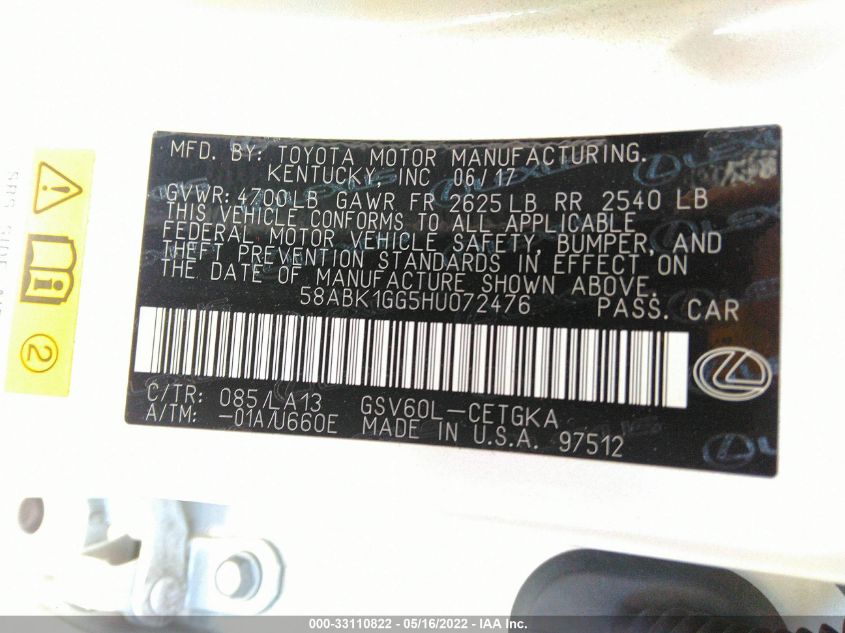 MFD. BY: TOYOTA MOTOR MANUFACTURING.
KENTUCKY, INC 06/17
GVWR: 4700LB GAWR FR 2625LB RR 2540 LB
THIS VEHICLE CONFORMS TO ALL APPLICABLE
FEDERAL MOTOR VEHICLE SAFETY, BUMPER, AND
THEFT PREVENTION STANDARDS IN EFFECT ON
THE DATE OF MANUFACTURE SHOWN ABOVE.
58ABK1GG5HU072476 PASS. CAR
C/TR: 085/LA13 GSV60L-CETGKA
A/TM: -01A/U660E MADE IN U.S.A. 97512
2
LEXUS
000-33110822 - 05/16/2022 - IAA Inc.